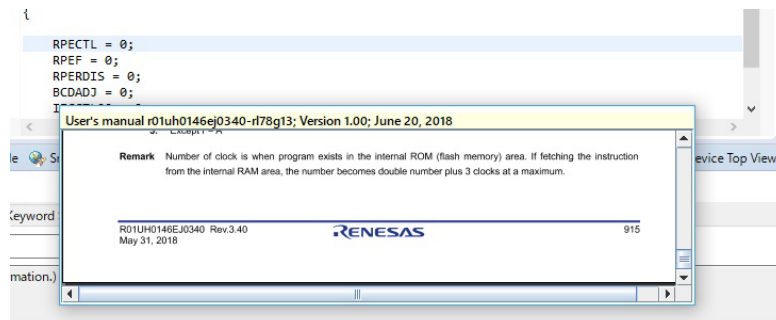 {
RPECTL = 0;
RPEF = 0;
RPERDIS = 0;
BCDADJ = 0;
User's manual r01uh0146ej0340-rl78g13; Version 1.00; June 20, 2018
Remark Number of clock is when program exists in the internal ROM (flash memory) area. If fetching the instruction
from the internal RAM area, the number becomes double number plus 3 clocks at a maximum.
R01UH0146EJ0340 Rev.3.40 RENESAS 915
May 31, 2018
evice Top View
Keyword
mation.)